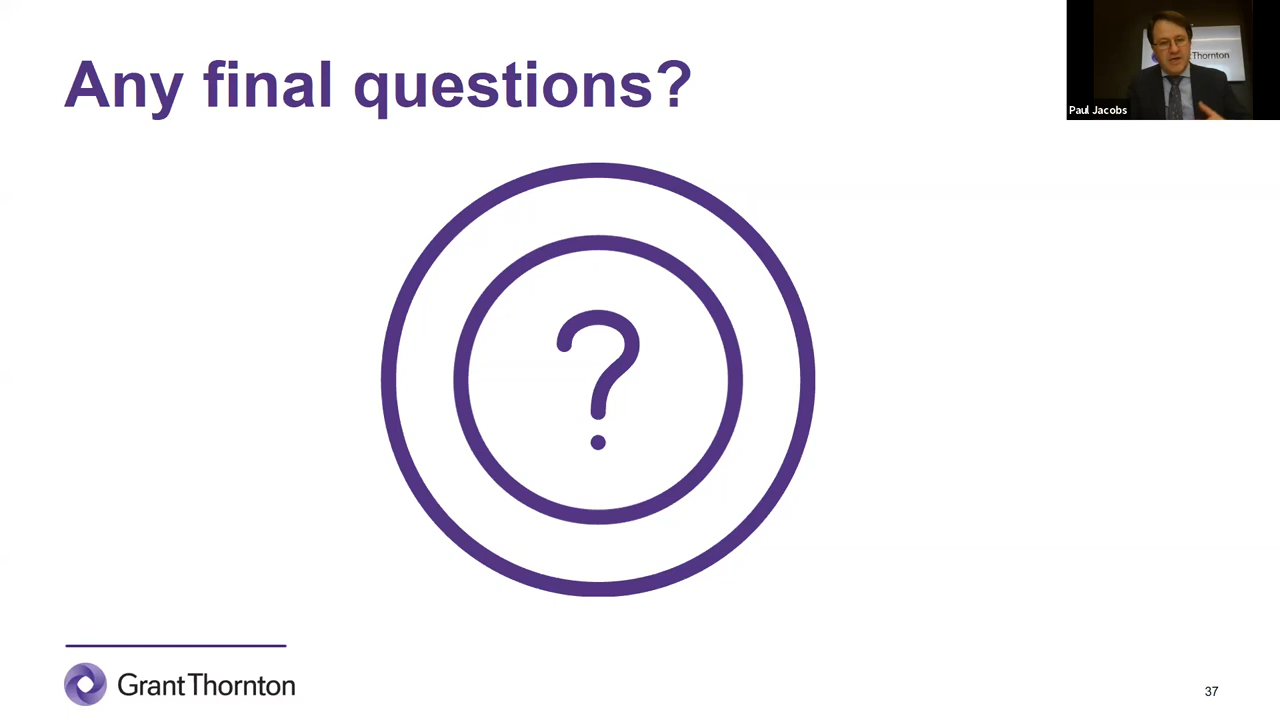 Any final questions?
Thornton
Paul Jacobs
?
GrantThornton
37